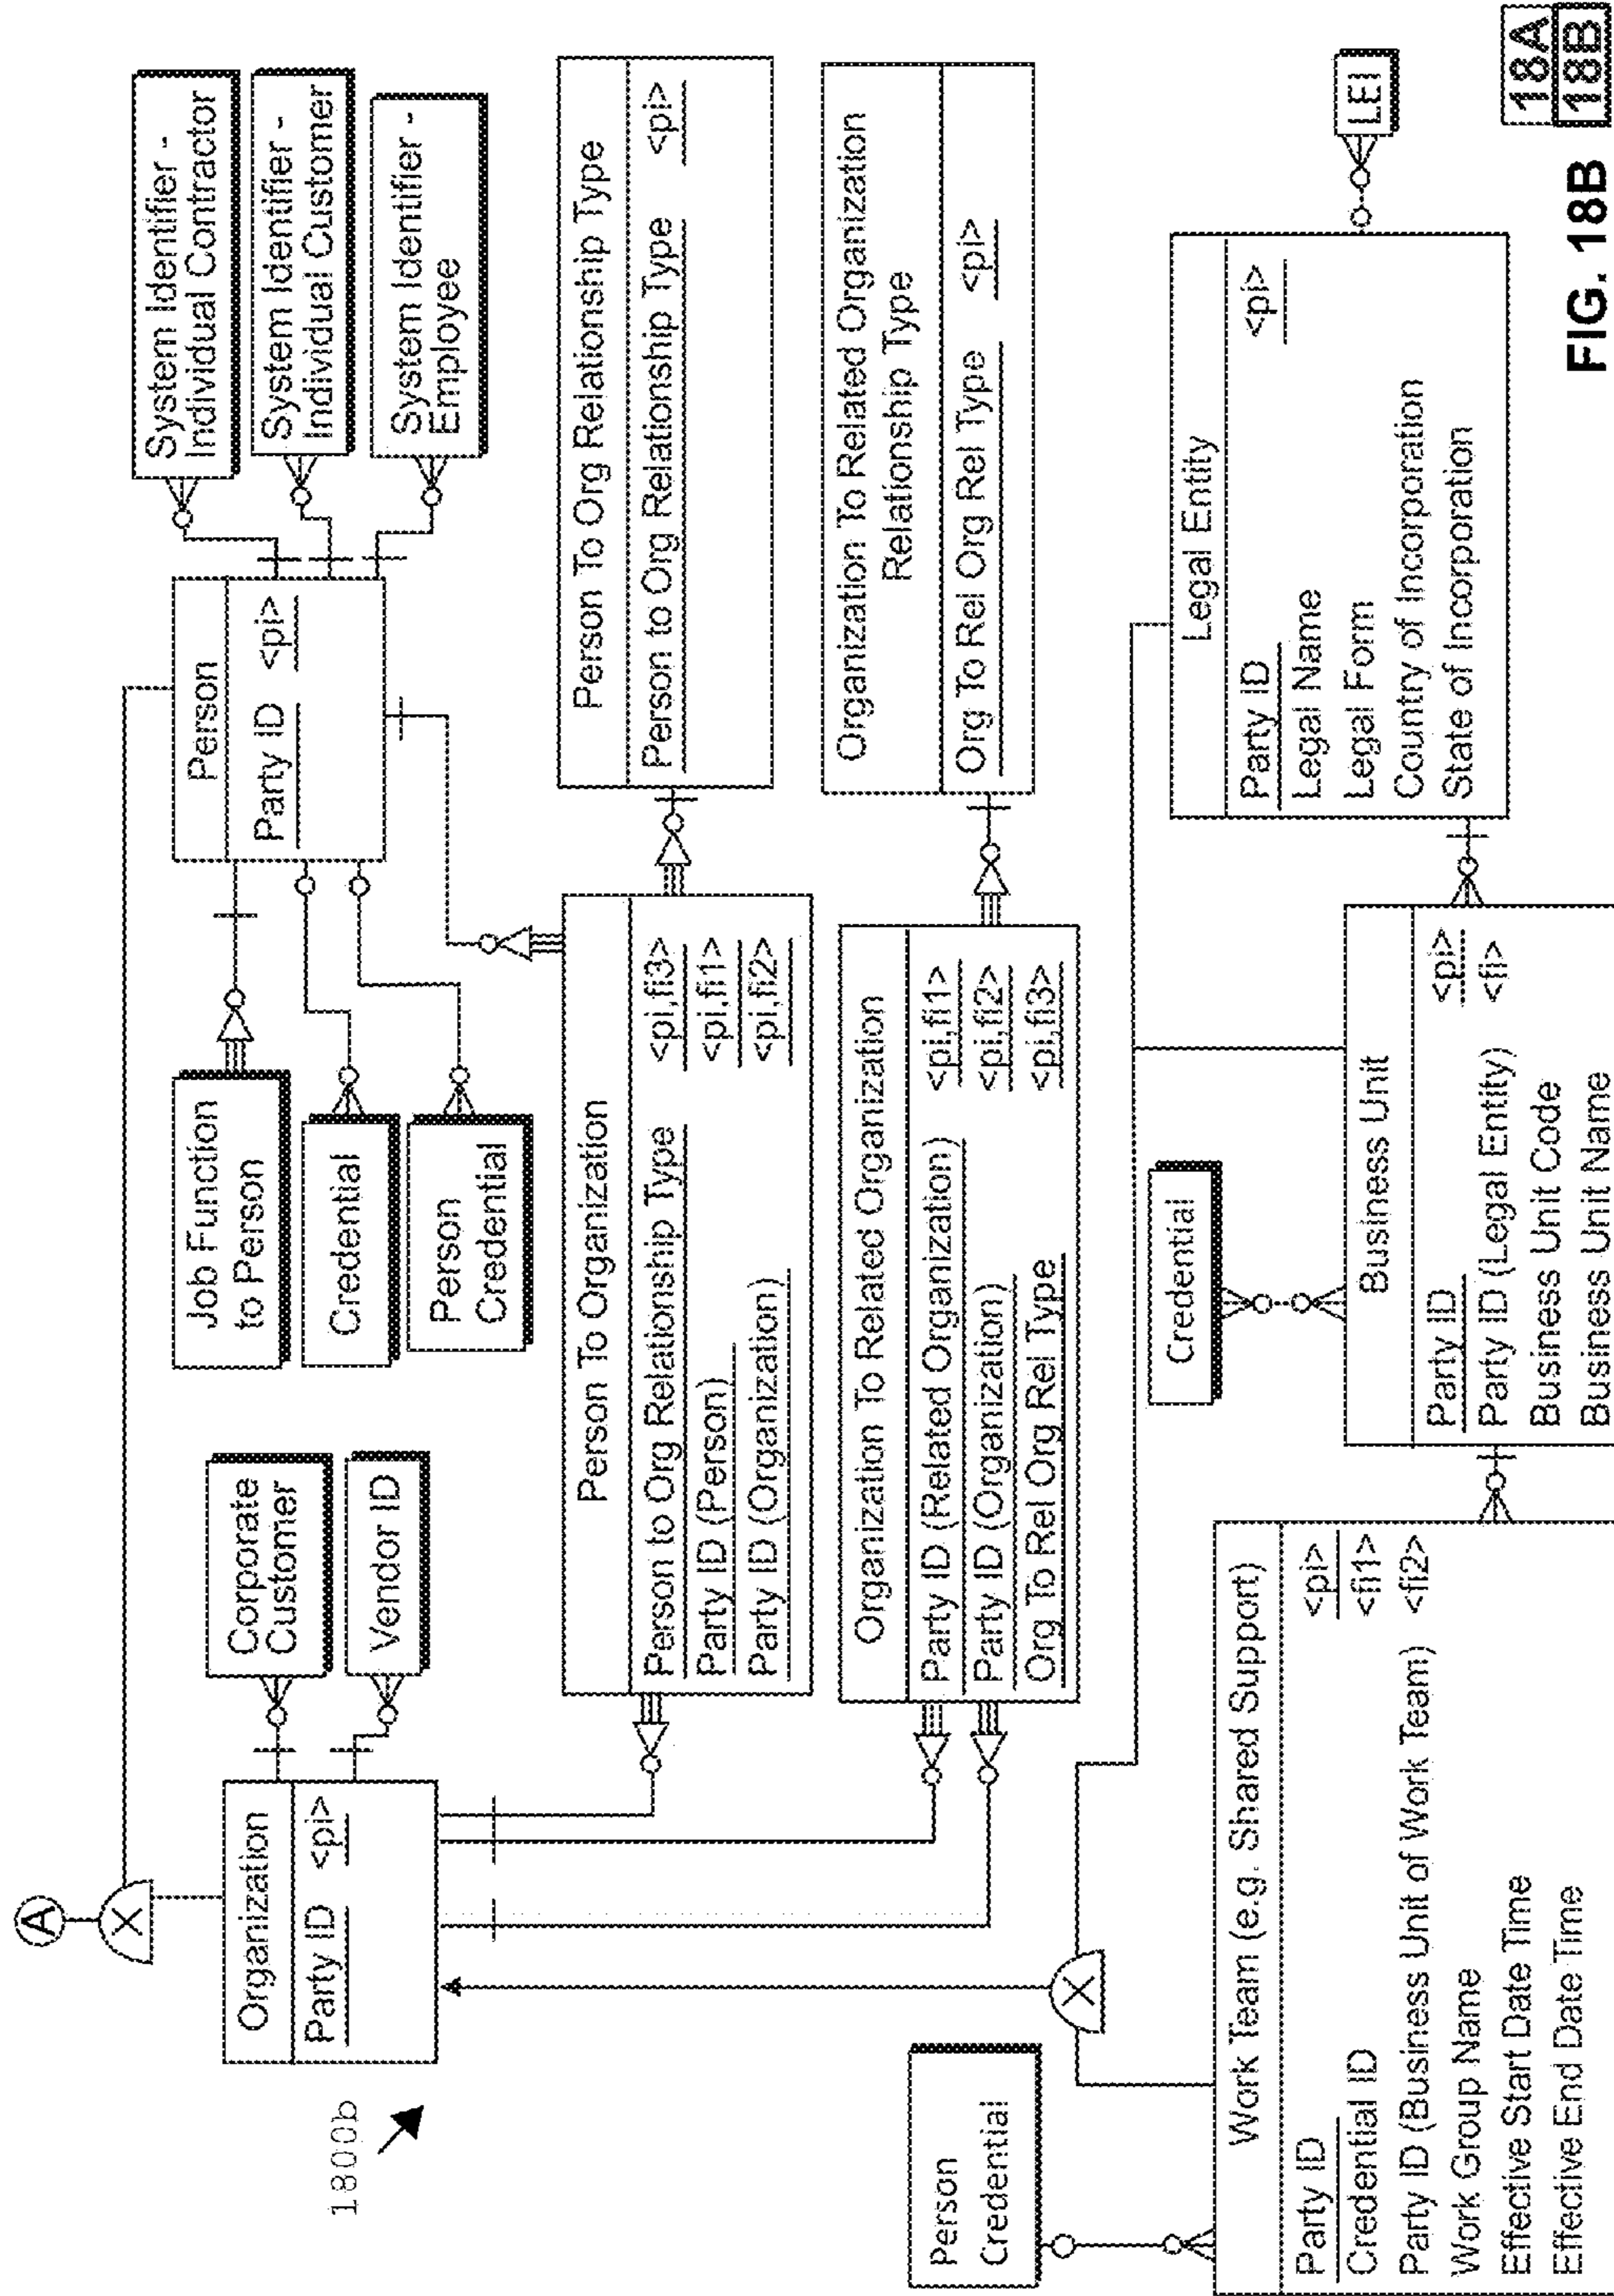 1800b
A
X
Organization
Party ID <pi>
Corporate
Customer
Vendor ID
Job Function
to Person
Credential
Person
Credential
Person
Party ID <pi>
System Identifier -
Individual Contractor
System Identifier -
Individual Customer
System Identifier -
Employee
Person To Organization
Person to Org Relationship Type <pi,fi3>
Party ID (Person) <pi,fi1>
Party ID (Organization) <pi,fi2>
Person To Org Relationship Type
Person to Org Relationship Type <pi>
Organization To Related Organization
Party ID (Related Organization) <pi,fi1>
Party ID (Organization) <pi,fi2>
Org To Rel Org Rel Type <pi,fi3>
Organization To Related Organization
Relationship Type
Org To Rel Org Rel Type <pi>
X
Person
Credential
Work Team (e.g. Shared Support)
Party ID <pi>
Credential ID <fi1>
Party ID (Business Unit of Work Team) <fi2>
Work Group Name
Effective Start Date Time
Effective End Date Time
Credential
Business Unit
Party ID <pi>
Party ID (Legal Entity) <fi>
Business Unit Code
Business Unit Name
Legal Entity
Party ID <pi>
Legal Name
Legal Form
Country of Incorporation
State of Incorporation
LEI
FIG. 18B
18A
18B